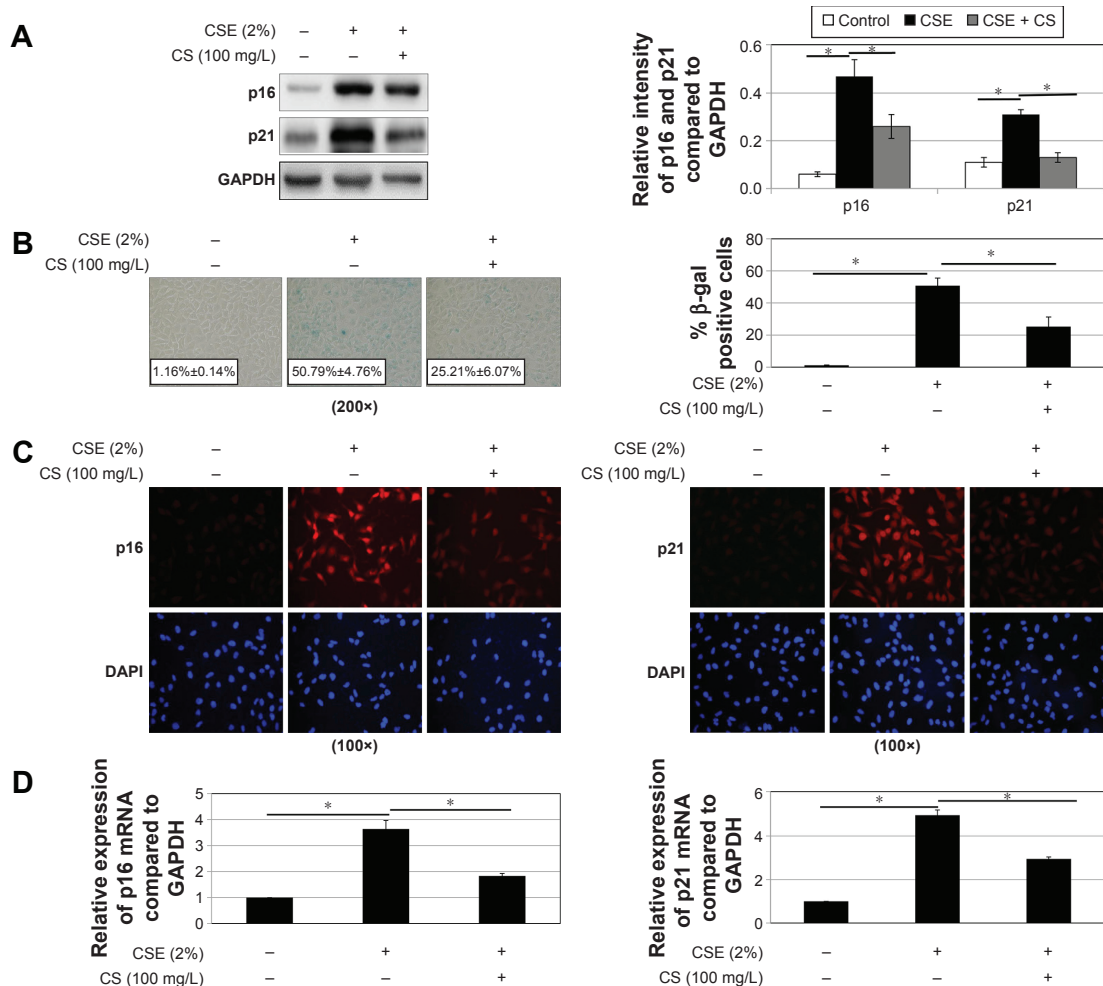 A
CSE (2%) – + +
CS (100 mg/L) – – +
p16
p21
GAPDH
Control CSE CSE + CS
Relative intensity
of p16 and p21
compared to
GAPDH
0.6
0.4
0.2
0.0
* *
* *
p16 p21
B
CSE (2%) – + +
CS (100 mg/L) – – +
1.16%±0.14% 50.79%±4.76% 25.21%±6.07%
(200×)
% β-gal
positive cells
80
60
40
20
0
* *
CSE (2%) – + +
CS (100 mg/L) – – +
C
CSE (2%) – + +
CS (100 mg/L) – – +
p16
DAPI
(100×)
CSE (2%) – + +
CS (100 mg/L) – – +
p21
DAPI
(100×)
D
Relative expression
of p16 mRNA
compared to
GAPDH
5
4
3
2
1
0
* *
CSE (2%) – + +
CS (100 mg/L) – – +
Relative expression
of p21 mRNA
compared to
GAPDH
6
4
2
0
* *
CSE (2%) – + +
CS (100 mg/L) – – +